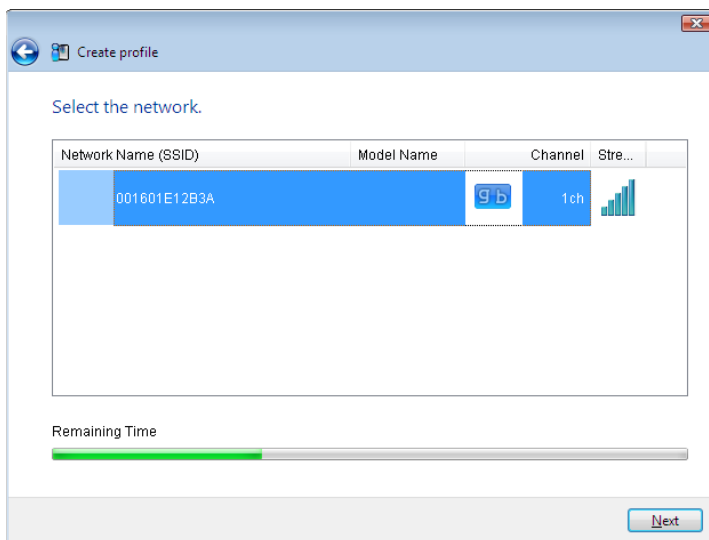 Create profile
Select the network.
Network Name (SSID) Model Name Channel Stre...
001601E12B3A g b 1ch
Remaining Time
Next